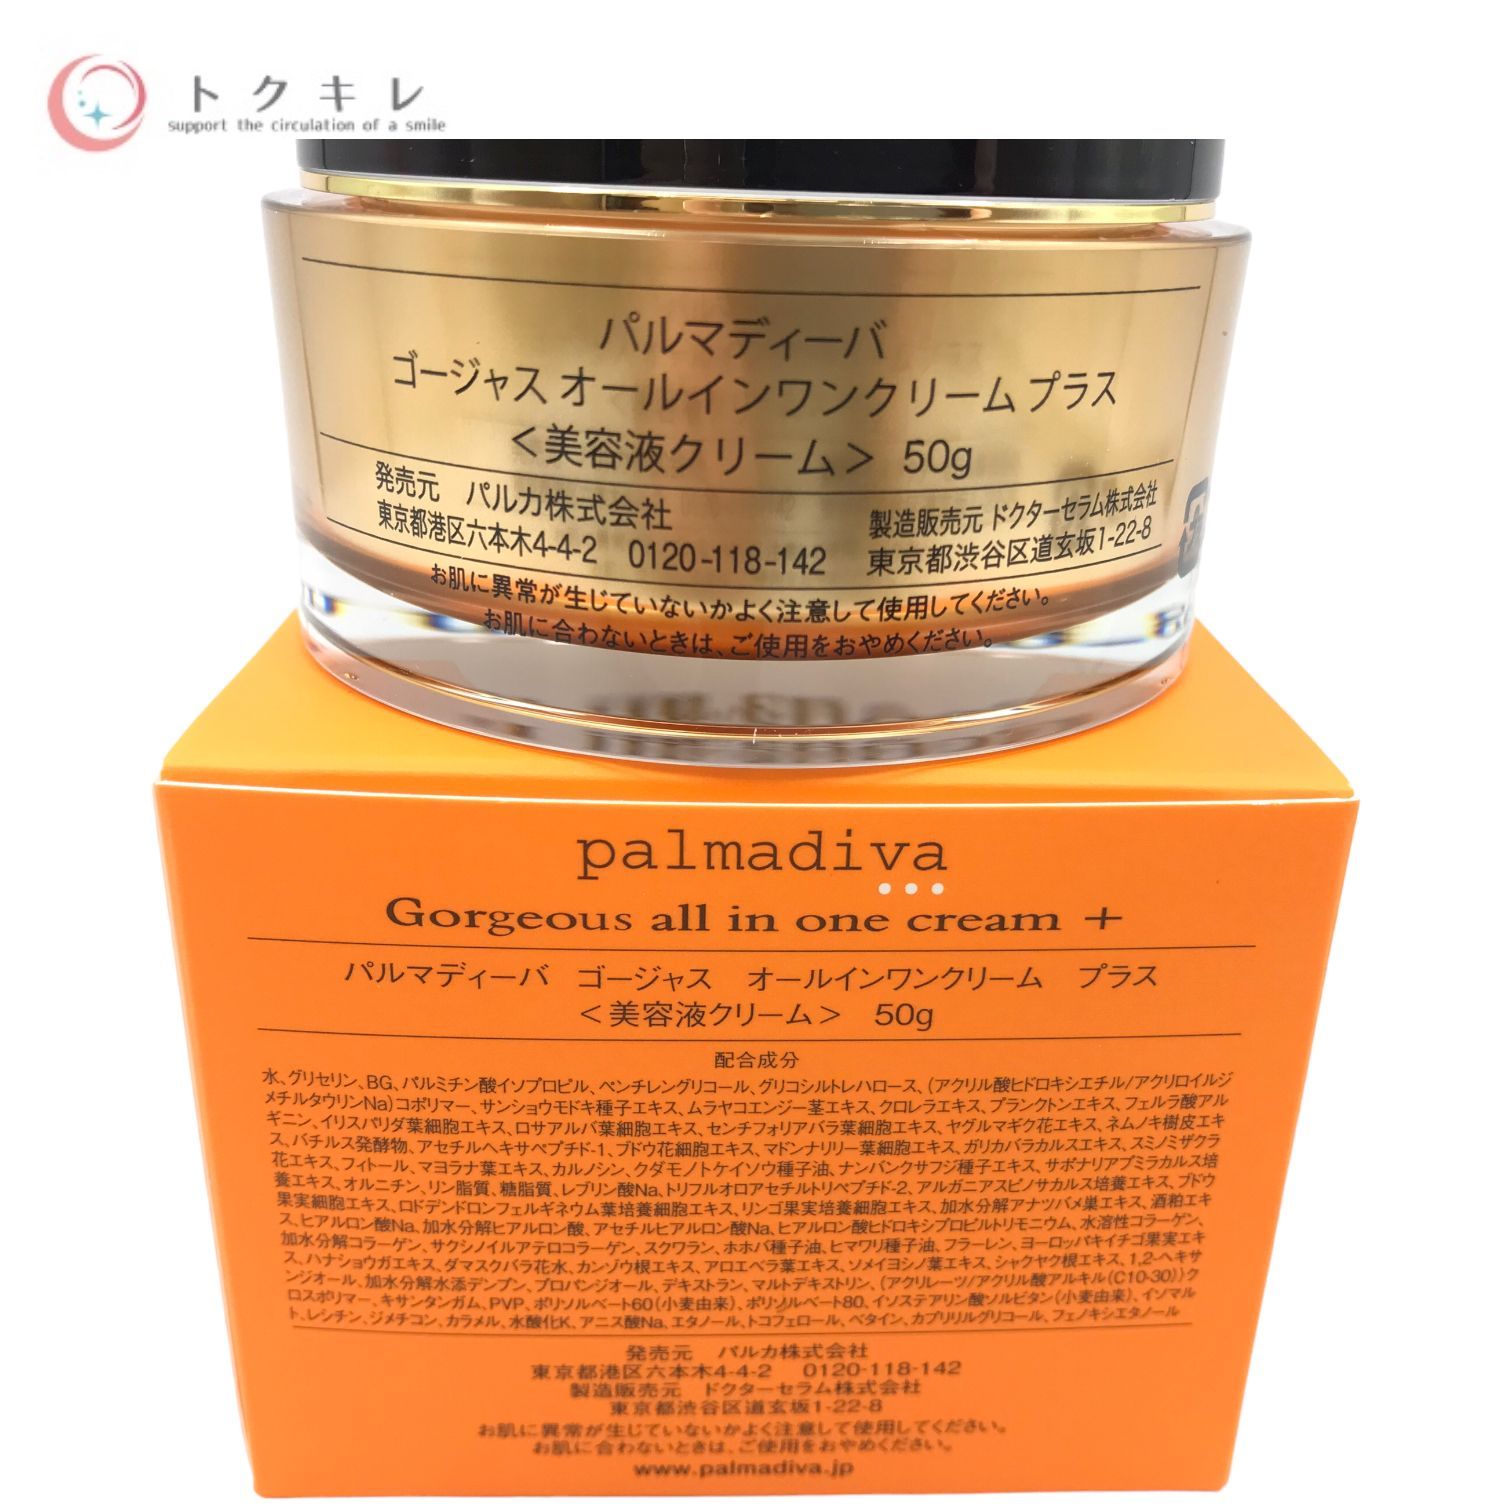 トクキレ
support the circulation of a smile
パルマディーバ
ゴージャス オールインワンクリーム プラス
＜美容液クリーム＞ 50g
発売元 パルカ株式会社
東京都港区六本木4-4-2 0120-118-142
製造販売元 ドクターセラム株式会社
東京都渋谷区道玄坂1-22-8
お肌に異常が生じていないかよく注意して使用してください。
お肌に合わないときは、ご使用をおやめください。
palmadiva
Gorgeous all in one cream +
パルマディーバ ゴージャス オールインワンクリーム プラス
＜美容液クリーム＞ 50g
配合成分
水、グリセリン、BG、パルミチン酸イソプロピル、ペンチレングリコール、グリコシルトレハロース、(アクリル酸ヒドロキシエチル/アクリロイルジ
メチルタウリンNa)コポリマー、サンショウモドキ種子エキス、ムラヤコエンジー茎エキス、クロレラエキス、プランクトンエキス、フェルラ酸アル
ギニン、イリスパリダ葉細胞エキス、ロサアルバ葉細胞エキス、センチフォリアバラ葉細胞エキス、ヤグルマギク花エキス、ネムノキ樹皮エキ
ス、バチルス発酵物、アセチルヘキサペプチド-1、ブドウ花細胞エキス、マドンナリリー葉細胞エキス、ガリカバラカルスエキス、スミノミザクラ
花エキス、フィトール、マヨラナ葉エキス、カルノシン、クダモノトケイソウ種子油、ナンバンクサフジ種子エキス、サポナリアプミラカルス培
養エキス、オルニチン、リン脂質、糖脂質、レブリン酸Na、トリフルオロアセチルトリペプチド-2、アルガニアスピノサカルス培養エキス、ブドウ
果実細胞エキス、ロドデンドロンフェルギネウム葉培養細胞エキス、リンゴ果実培養細胞エキス、加水分解アナツバメ巣エキス、酒粕エキ
ス、ヒアルロン酸Na、加水分解ヒアルロン酸、アセチルヒアルロン酸Na、ヒアルロン酸ヒドロキシプロピルトリモニウム、水溶性コラーゲン、
加水分解コラーゲン、サクシノイルアテロコラーゲン、スクワラン、ホホバ種子油、ヒマワリ種子油、フラーレン、ヨーロッパキイチゴ果実エキ
ス、ハナショウガエキス、ダマスクバラ花水、カンゾウ根エキス、アロエベラ葉エキス、ソメイヨシノ葉エキス、シャクヤク根エキス、1,2-ヘキサ
ンジオール、加水分解水添デンプン、プロパンジオール、デキストラン、マルトデキストリン、(アクリレーツ/アクリル酸アルキル(C10-30))ク
ロスポリマー、キサンタンガム、PVP、ポリソルベート60(小麦由来)、ポリソルベート80、イソステアリン酸ソルビタン(小麦由来)、イソマル
ト、レシチン、ジメチコン、カラメル、水酸化K、アニス酸Na、エタノール、トコフェロール、ベタイン、カプリリルグリコール、フェノキシエタノール
発売元 パルカ株式会社
東京都港区六本木4-4-2 0120-118-142
製造販売元 ドクターセラム株式会社
東京都渋谷区道玄坂1-22-8
お肌に異常が生じていないかよく注意して使用してください。
お肌に合わないときは、ご使用をおやめください。
www.palmadiva.jp